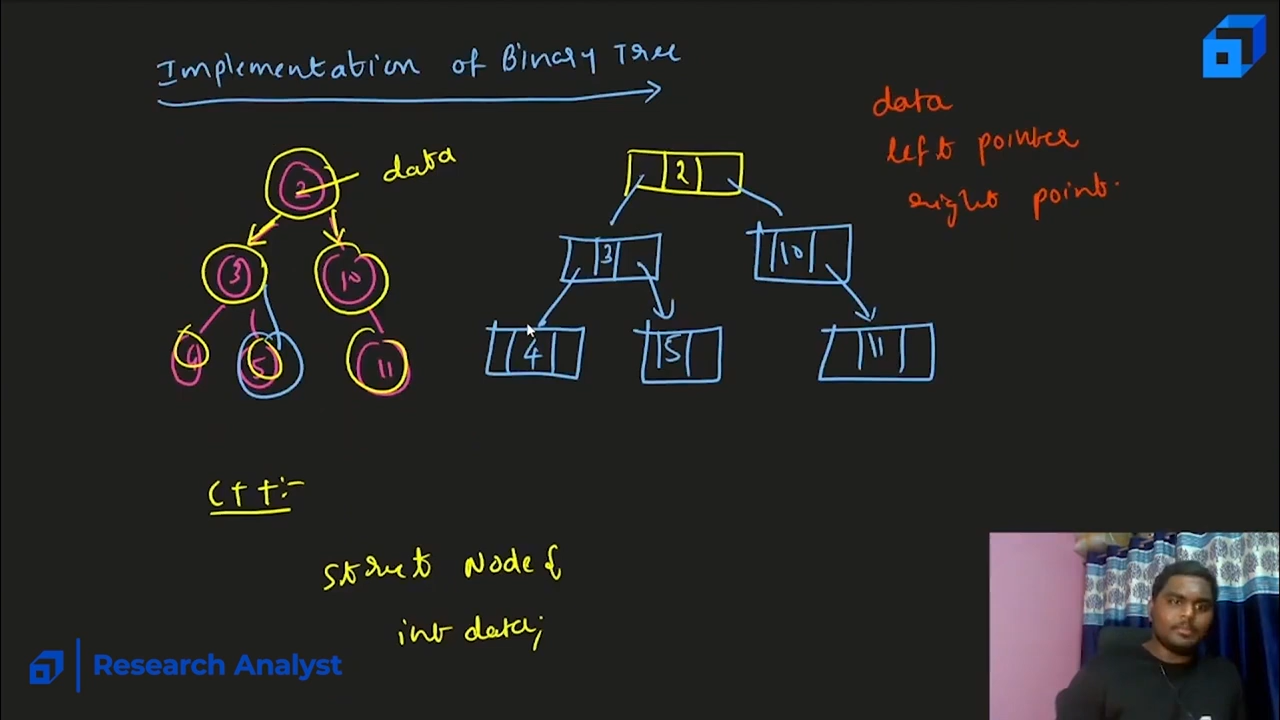 Implementation of Binary Tree
data
left pointer
right point.
2
data
3
10
4
5
11
2
3
10
4
5
11
C++:-
Struct Node {
int data;
Research Analyst